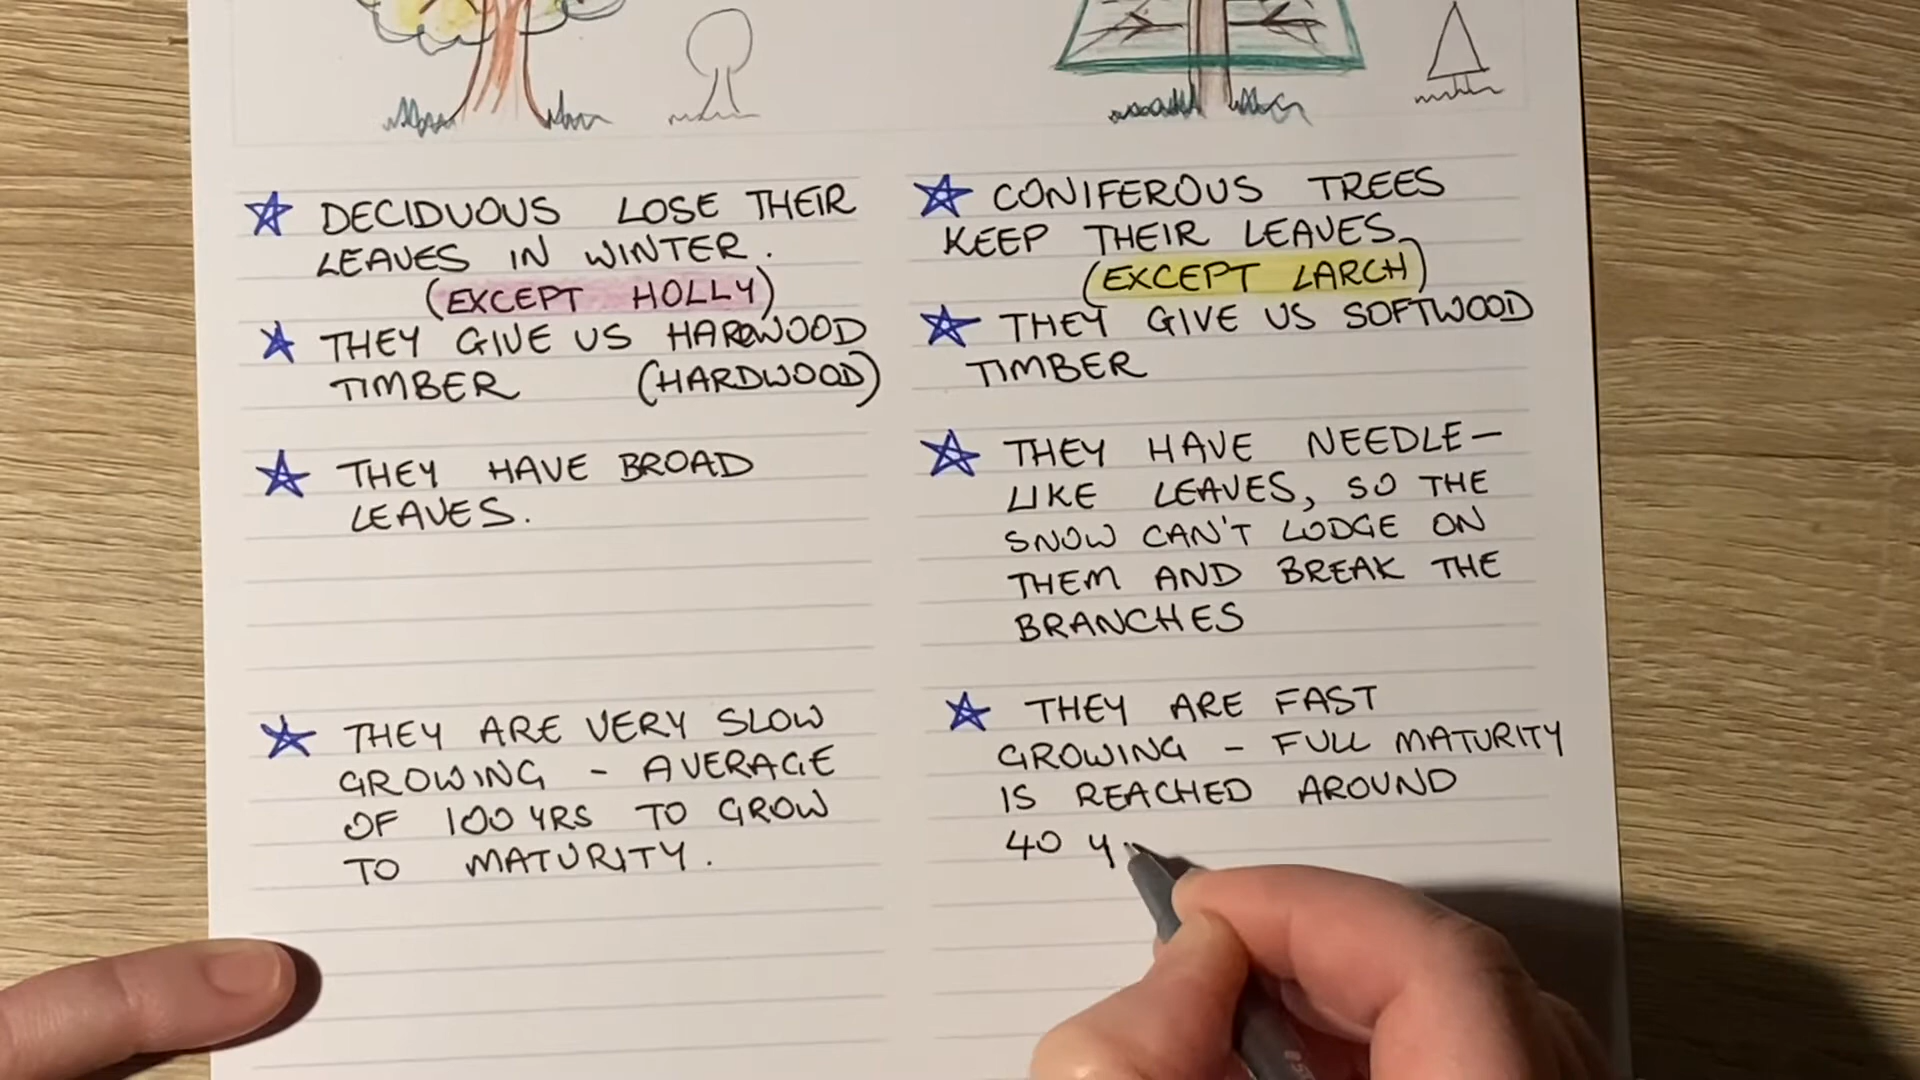 DECIDUOUS LOSE THEIR
LEAVES IN WINTER.
(EXCEPT HOLLY)
THEY GIVE US HARDWOOD
TIMBER (HARDWOOD)
THEY HAVE BROAD
LEAVES.
THEY ARE VERY SLOW
GROWING - AVERAGE
OF 100 YRS TO GROW
TO MATURITY.
CONIFEROUS TREES
KEEP THEIR LEAVES
(EXCEPT LARCH)
THEY GIVE US SOFTWOOD
TIMBER
THEY HAVE NEEDLE-
LIKE LEAVES, SO THE
SNOW CAN'T LODGE ON
THEM AND BREAK THE
BRANCHES
THEY ARE FAST
GROWING - FULL MATURITY
IS REACHED AROUND
40 Y